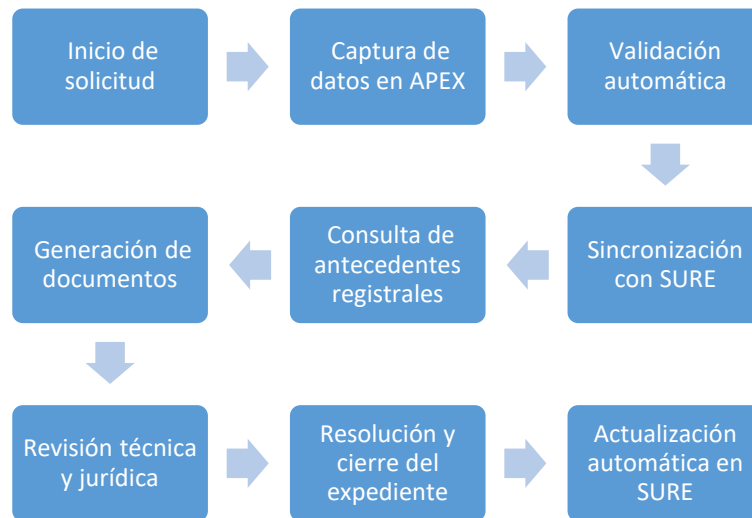 Inicio de
solicitud
Captura de
datos en APEX
Validación
automática
Sincronización
con SURE
Consulta de
antecedentes
registrales
Generación de
documentos
Revisión técnica
y jurídica
Resolución y
cierre del
expediente
Actualización
automática en
SURE